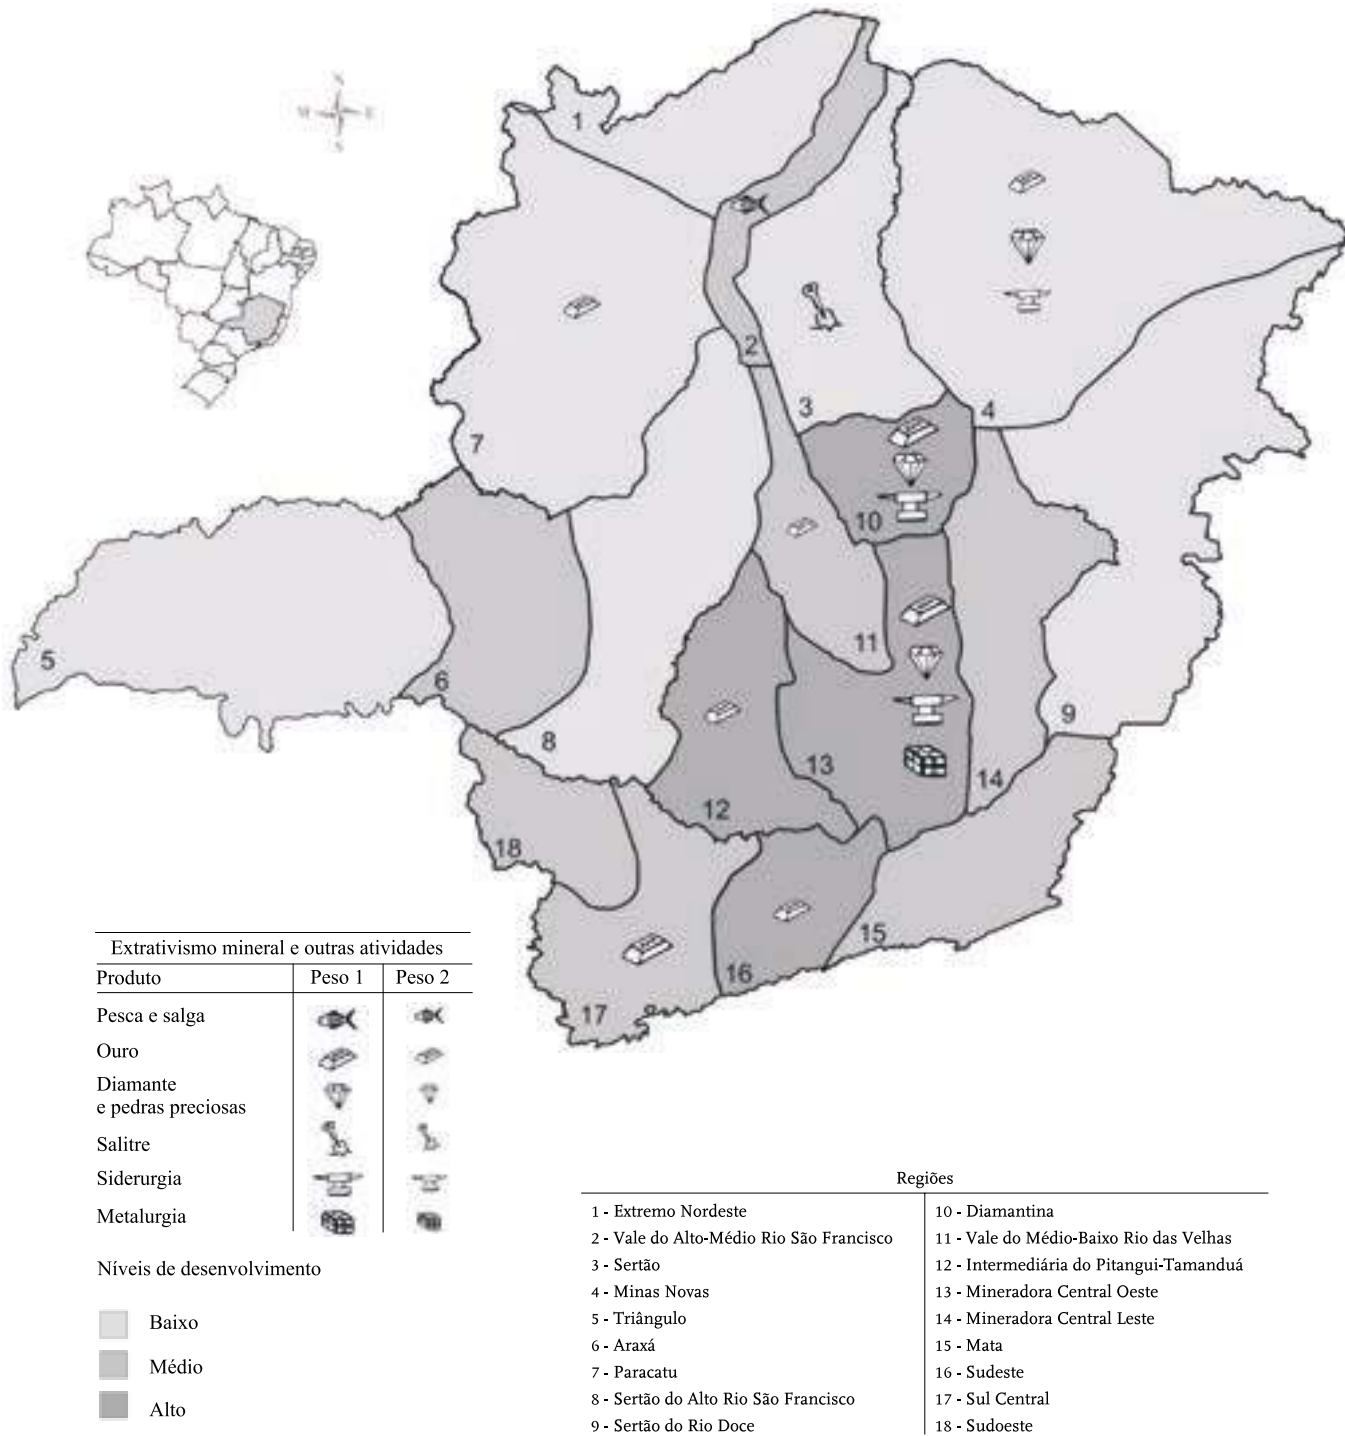 N
W E
S
1
2
3
4
5
6
7
8
9
10
11
12
13
14
15
16
17
18
Extrativismo mineral e outras atividades
Produto Peso 1 Peso 2
Pesca e salga
Ouro
Diamante
e pedras preciosas
Salitre
Siderurgia
Metalurgia
Níveis de desenvolvimento
Baixo
Médio
Alto
Regiões
1 - Extremo Nordeste
2 - Vale do Alto-Médio Rio São Francisco
3 - Sertão
4 - Minas Novas
5 - Triângulo
6 - Araxá
7 - Paracatu
8 - Sertão do Alto Rio São Francisco
9 - Sertão do Rio Doce
10 - Diamantina
11 - Vale do Médio-Baixo Rio das Velhas
12 - Intermediária do Pitangui-Tamanduá
13 - Mineradora Central Oeste
14 - Mineradora Central Leste
15 - Mata
16 - Sudeste
17 - Sul Central
18 - Sudoeste